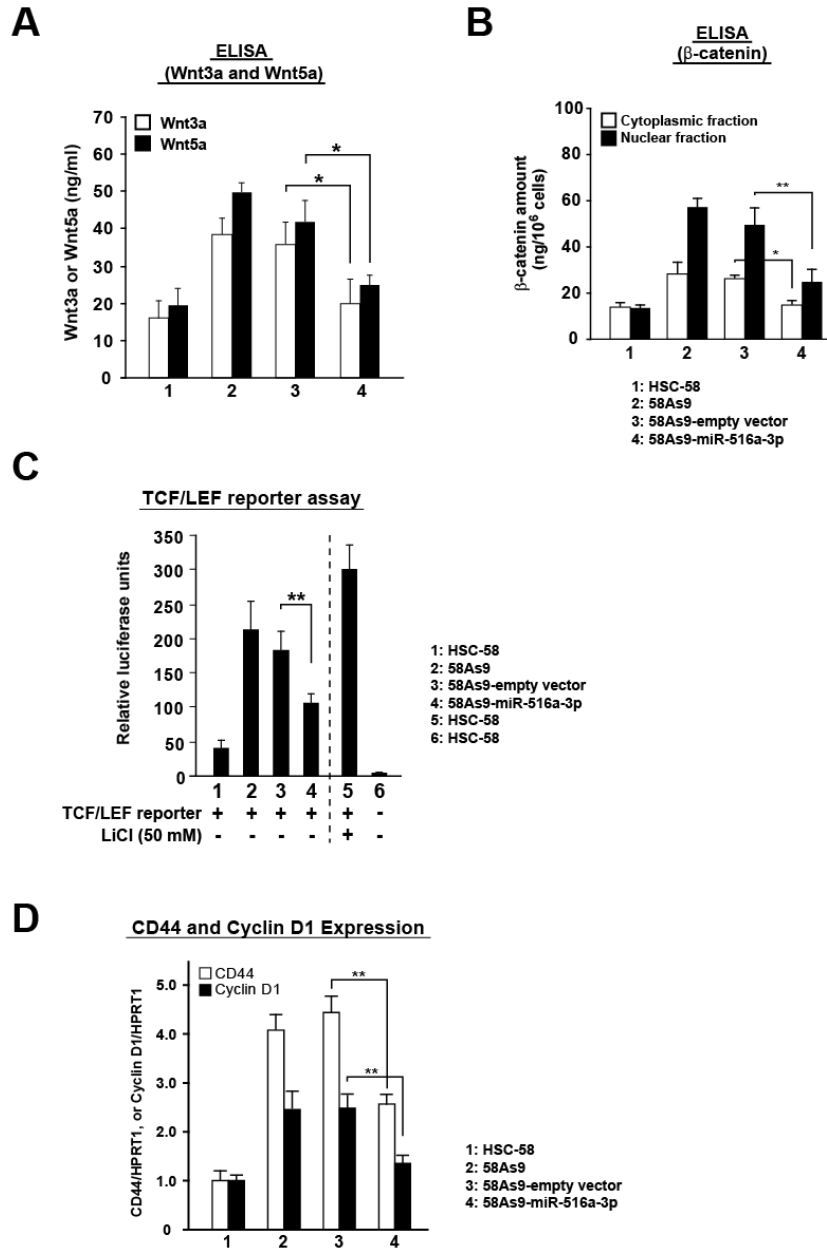 A
ELISA
(Wnt3a and Wnt5a)
Wnt3a or Wnt5a (ng/ml)
70
60
50
40
30
20
10
0
Wnt3a
Wnt5a
*
*
1 2 3 4
B
ELISA
(β-catenin)
β-catenin amount
(ng/10⁶ cells)
100
80
60
40
20
0
Cytoplasmic fraction
Nuclear fraction
**
*
1 2 3 4
1: HSC-58
2: 58As9
3: 58As9-empty vector
4: 58As9-miR-516a-3p
C
TCF/LEF reporter assay
Relative luciferase units
350
300
250
200
150
100
50
0
**
1 2 3 4 5 6
TCF/LEF reporter + + + + + -
LiCl (50 mM) - - - - + -
1: HSC-58
2: 58As9
3: 58As9-empty vector
4: 58As9-miR-516a-3p
5: HSC-58
6: HSC-58
D
CD44 and Cyclin D1 Expression
CD44/HPRT1, or Cyclin D1/HPRT1
5.0
4.0
3.0
2.0
1.0
0
CD44
Cyclin D1
**
**
1 2 3 4
1: HSC-58
2: 58As9
3: 58As9-empty vector
4: 58As9-miR-516a-3p